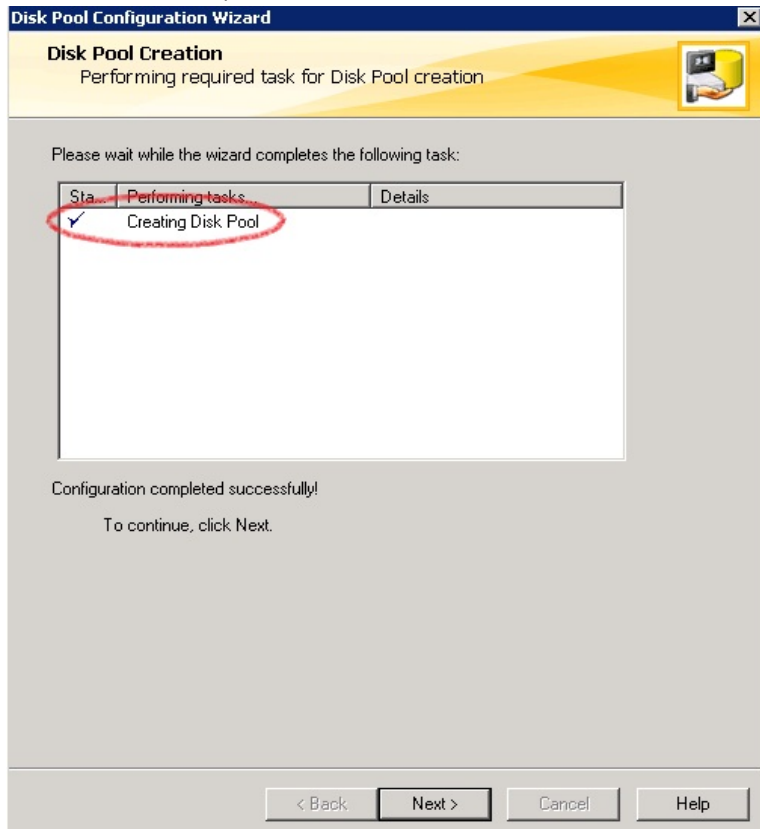 Disk Pool Configuration Wizard
Disk Pool Creation
Performing required task for Disk Pool creation
Please wait while the wizard completes the following task:
Sta... Performing tasks... Details
Creating Disk Pool
Configuration completed successfully!
To continue, click Next.
< Back Next > Cancel Help